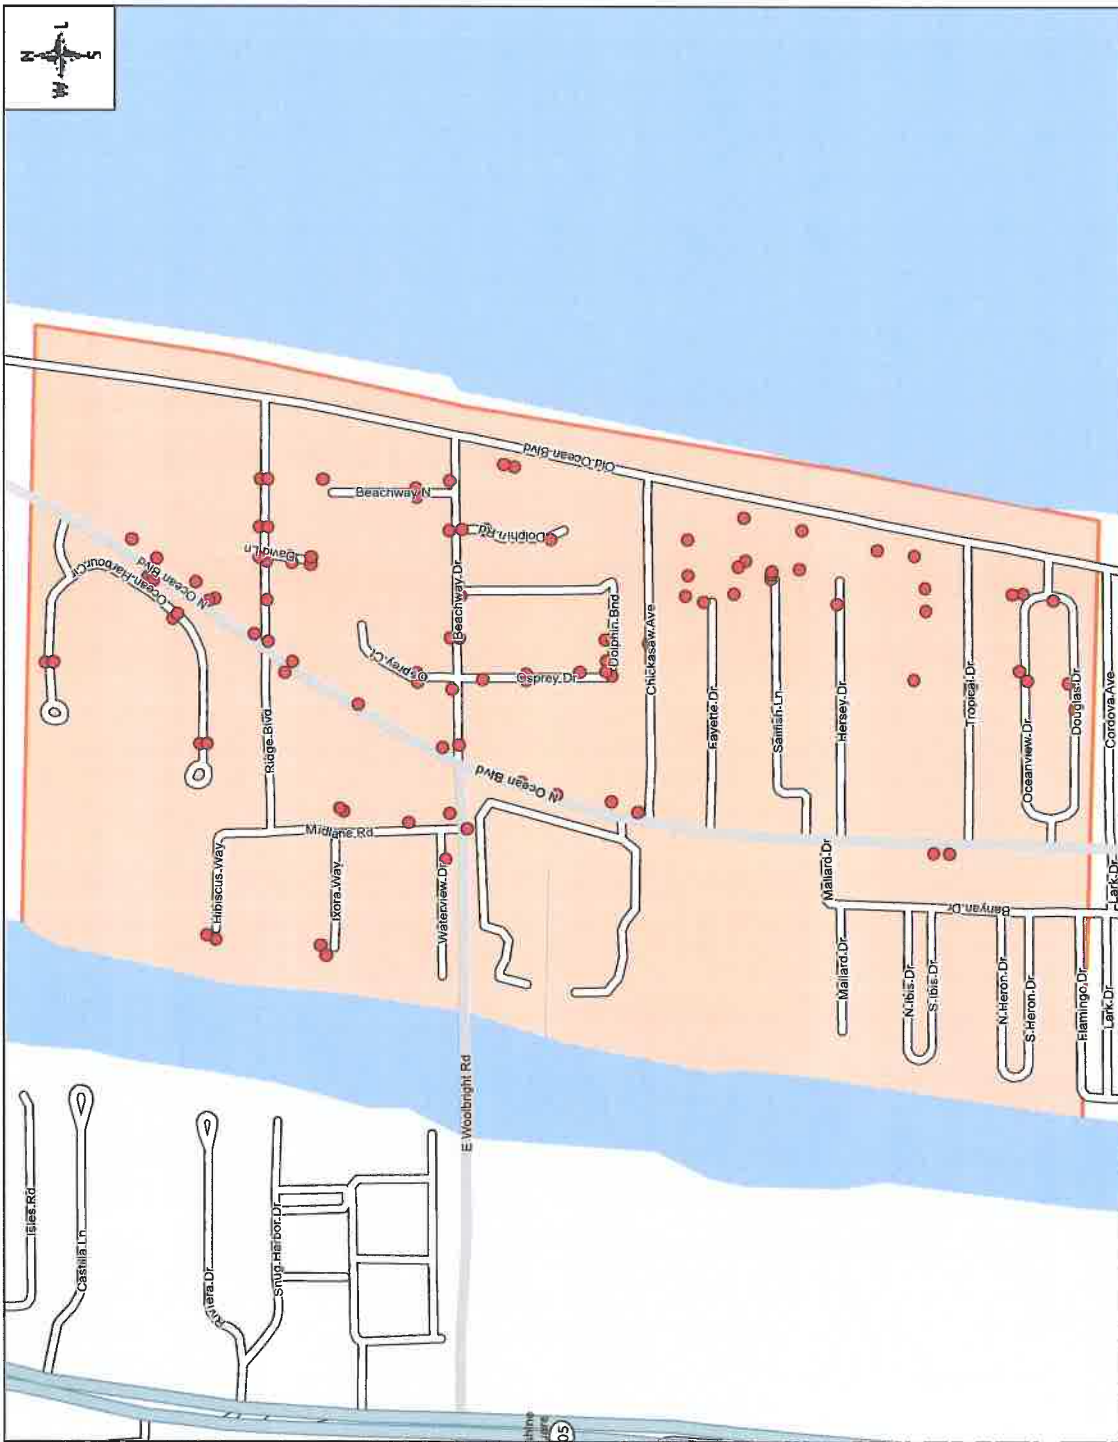 N
L
W
S
Ocean Harbour Cir
N Ocean Blvd
David Ln
Beachway N
Old Ocean Blvd
Dolphin Rd
Ridge Blvd
Osprey Ct
Beachway Dr
Osprey Dr
Dolphin Bnd
Chickasaw Ave
Fayette Dr
Sailfish Ln
Hersey Dr
Tropical Dr
Oceanview Dr
Douglas Dr
Cordova Ave
N Ocean Blvd
Midlane Rd
Hibiscus Way
Ixora Way
Waterview Dr
Mallard Dr
Mallard Dr
Banyan Dr
N Ibis Dr
S Ibis Dr
N Heron Dr
S Heron Dr
Flamingo Dr
Lark Dr
Lark Dr
E Woolbright Rd
Isles Rd
Castilla Ln
Riviera Dr
Snug Harbor Dr
05